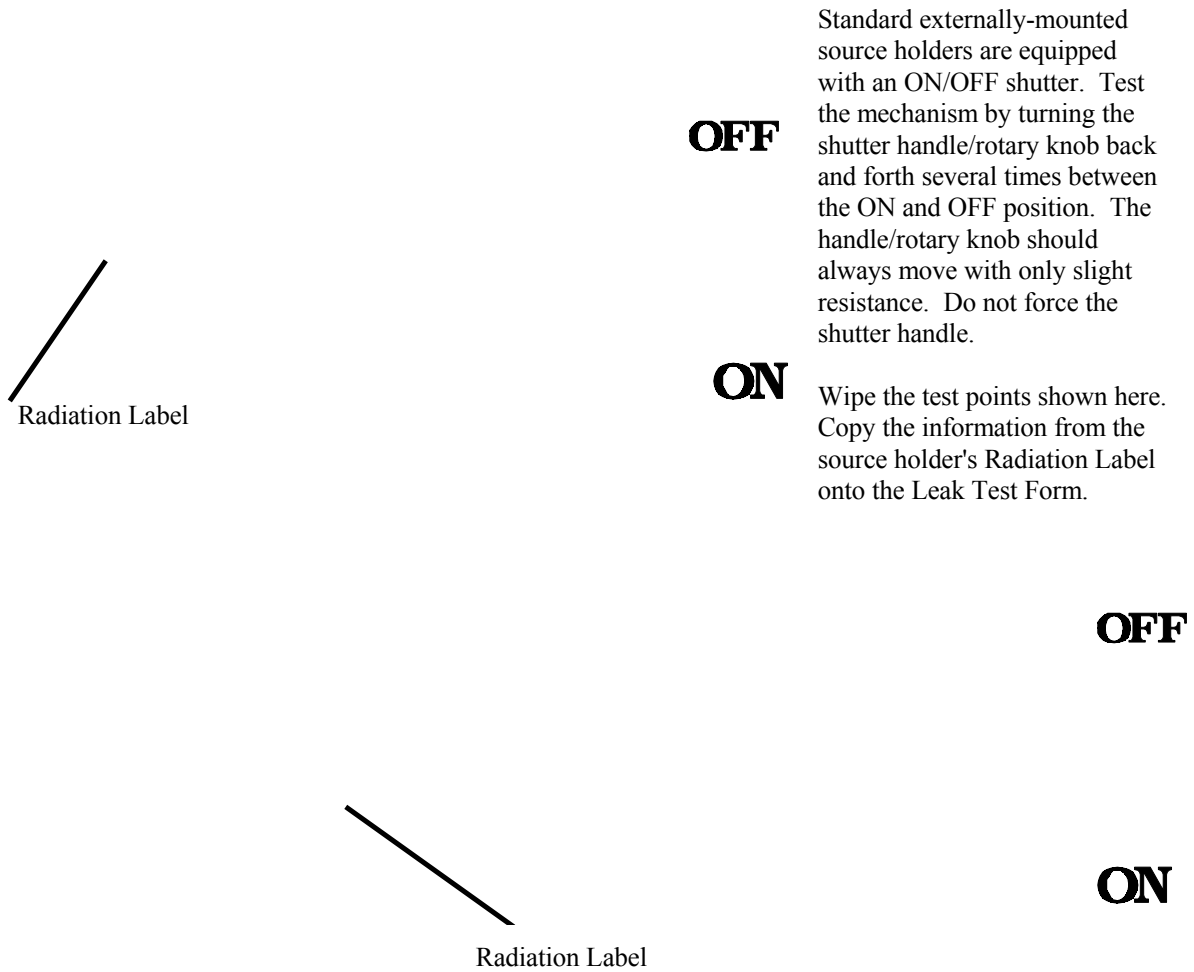 Standard externally-mounted
source holders are equipped
with an ON/OFF shutter.  Test
the mechanism by turning the
shutter handle/rotary knob back
and forth several times between
the ON and OFF position.  The
handle/rotary knob should
always move with only slight
resistance.  Do not force the
shutter handle.
OFF
ON
Radiation Label
Wipe the test points shown here.
Copy the information from the
source holder's Radiation Label
onto the Leak Test Form.
OFF
ON
Radiation Label